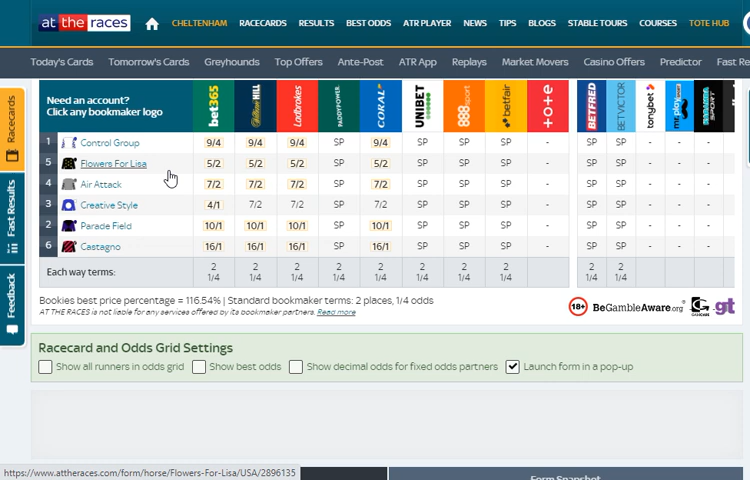 at the races
CHELTENHAM RACECARDS RESULTS BEST ODDS ATR PLAYER NEWS TIPS BLOGS STABLE TOURS COURSES TOTE HUB
Today's Cards Tomorrow's Cards Greyhounds Top Offers Ante-Post ATR App Replays Market Movers Casino Offers Predictor Fast Re
Racecards
Fast Results
Feedback
Need an account?
Click any bookmaker logo
bet365 William HILL Ladbrokes PADDYPOWER CORAL UNIBET 888sport betfair tote BETFRED BETVICTOR tonybet mr.play
1 Control Group 9/4 9/4 9/4 SP 9/4 SP SP SP - SP SP - - -
5 Flowers For Lisa 5/2 5/2 5/2 SP 5/2 SP SP SP - SP SP - - -
4 Air Attack 7/2 7/2 7/2 SP 7/2 SP SP SP - SP SP - - -
3 Creative Style 4/1 7/2 7/2 SP 7/2 SP SP SP - SP SP - - -
2 Parade Field 10/1 10/1 10/1 SP 10/1 SP SP SP - SP SP - - -
6 Castagno 16/1 16/1 16/1 SP 16/1 SP SP SP - SP SP - - -
Each way terms: 2 2 2 2 2 2 2 2 2 2
1/4 1/4 1/4 1/4 1/4 1/4 1/4 1/4 1/4 1/4
Bookies best price percentage = 116.54% | Standard bookmaker terms: 2 places, 1/4 odds
AT THE RACES is not liable for any services offered by its bookmaker partners. Read more
18+ BeGambleAware.org GAMCARE gt
Racecard and Odds Grid Settings
Show all runners in odds grid Show best odds Show decimal odds for fixed odds partners Launch form in a pop-up
https://www.attheraces.com/form/horse/Flowers-For-Lisa/USA/2896135
Form Snapshot